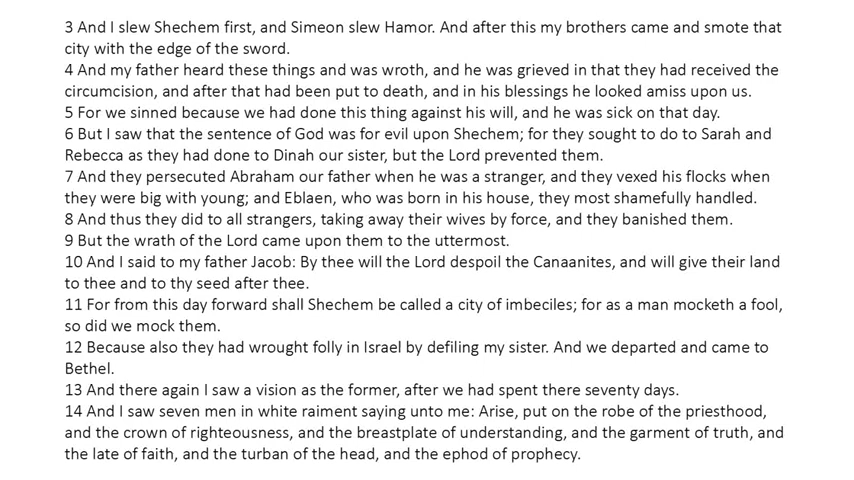 3 And I slew Shechem first, and Simeon slew Hamor. And after this my brothers came and smote that
city with the edge of the sword.
4 And my father heard these things and was wroth, and he was grieved in that they had received the
circumcision, and after that had been put to death, and in his blessings he looked amiss upon us.
5 For we sinned because we had done this thing against his will, and he was sick on that day.
6 But I saw that the sentence of God was for evil upon Shechem; for they sought to do to Sarah and
Rebecca as they had done to Dinah our sister, but the Lord prevented them.
7 And they persecuted Abraham our father when he was a stranger, and they vexed his flocks when
they were big with young; and Eblaen, who was born in his house, they most shamefully handled.
8 And thus they did to all strangers, taking away their wives by force, and they banished them.
9 But the wrath of the Lord came upon them to the uttermost.
10 And I said to my father Jacob: By thee will the Lord despoil the Canaanites, and will give their land
to thee and to thy seed after thee.
11 For from this day forward shall Shechem be called a city of imbeciles; for as a man mocketh a fool,
so did we mock them.
12 Because also they had wrought folly in Israel by defiling my sister. And we departed and came to
Bethel.
13 And there again I saw a vision as the former, after we had spent there seventy days.
14 And I saw seven men in white raiment saying unto me: Arise, put on the robe of the priesthood,
and the crown of righteousness, and the breastplate of understanding, and the garment of truth, and
the late of faith, and the turban of the head, and the ephod of prophecy.